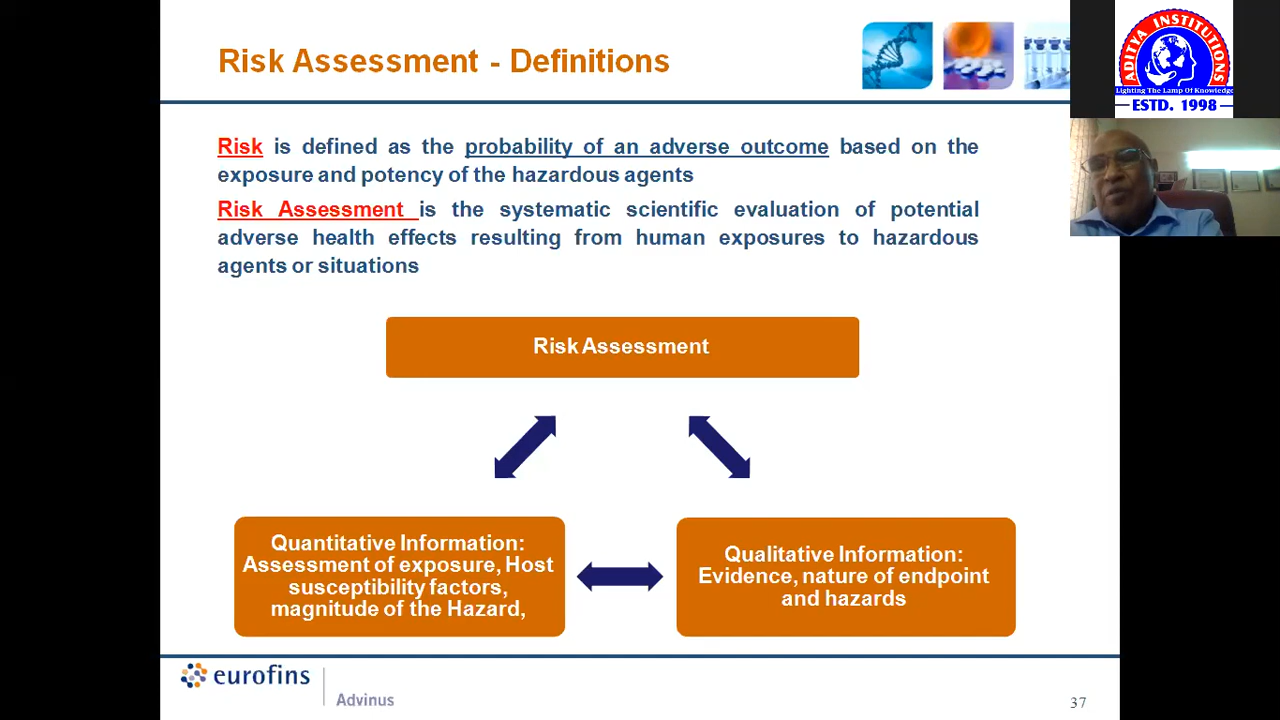 Risk Assessment - Definitions
ADITYA INSTITUTIONS
Lighting The Lamp Of Knowledge
ESTD. 1998
Risk is defined as the probability of an adverse outcome based on the
exposure and potency of the hazardous agents
Risk Assessment is the systematic scientific evaluation of potential
adverse health effects resulting from human exposures to hazardous
agents or situations
Risk Assessment
Quantitative Information:
Assessment of exposure, Host
susceptibility factors,
magnitude of the Hazard,
Qualitative Information:
Evidence, nature of endpoint
and hazards
eurofins
Advinus
37